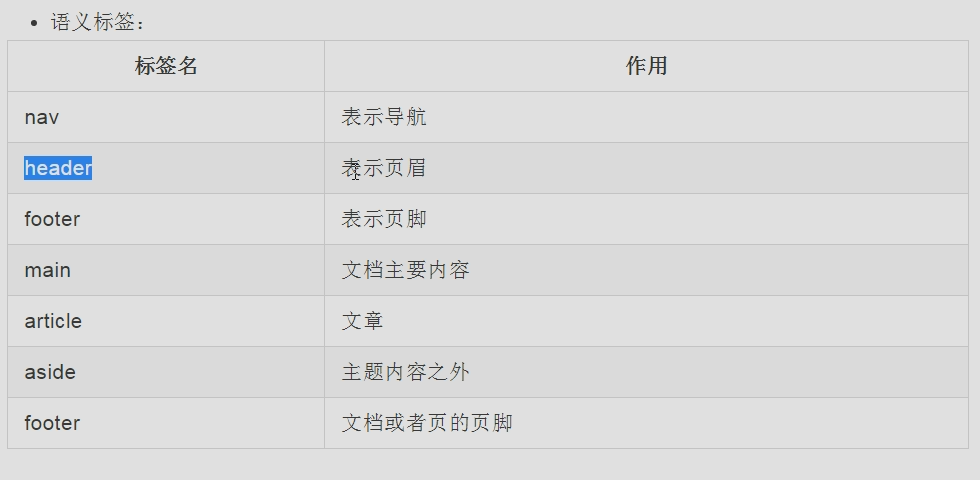 语义标签：
标签名 作用
nav 表示导航
header 表示页眉
footer 表示页脚
main 文档主要内容
article 文章
aside 主题内容之外
footer 文档或者页的页脚